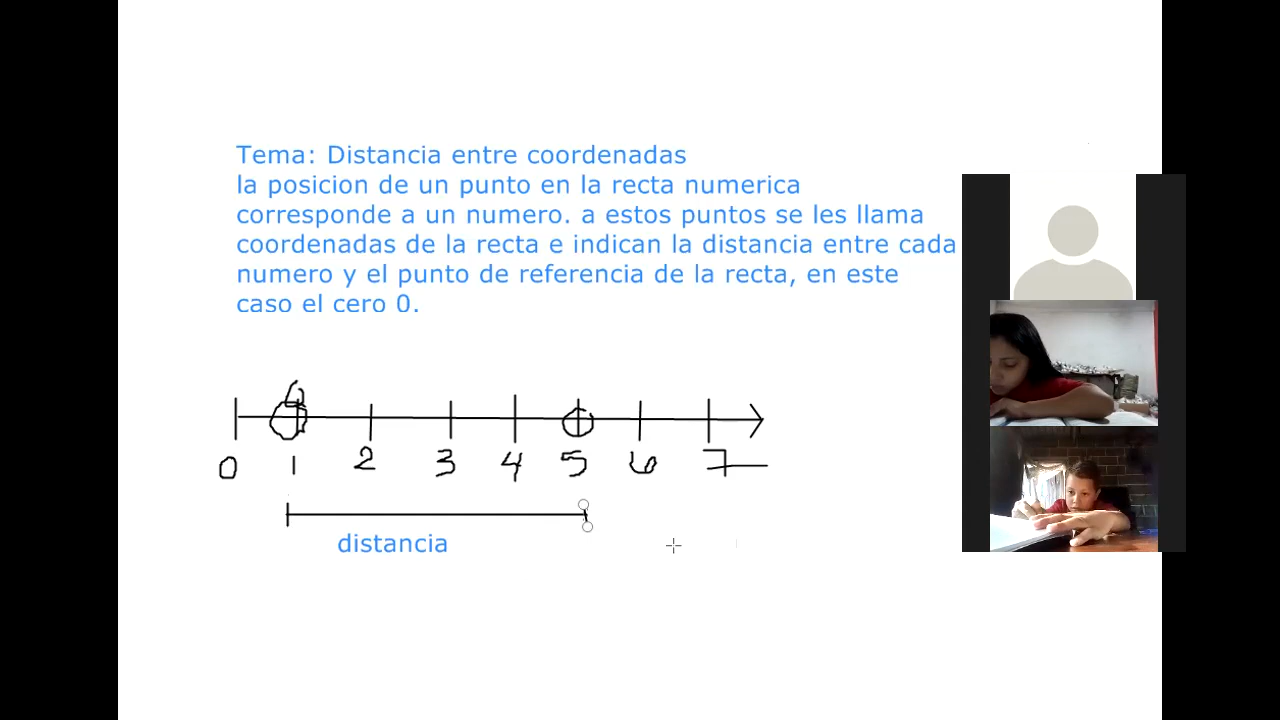 Tema: Distancia entre coordenadas
la posicion de un punto en la recta numerica
corresponde a un numero. a estos puntos se les llama
coordenadas de la recta e indican la distancia entre cada
numero y el punto de referencia de la recta, en este
caso el cero 0.
0 1 2 3 4 5 6 7
distancia